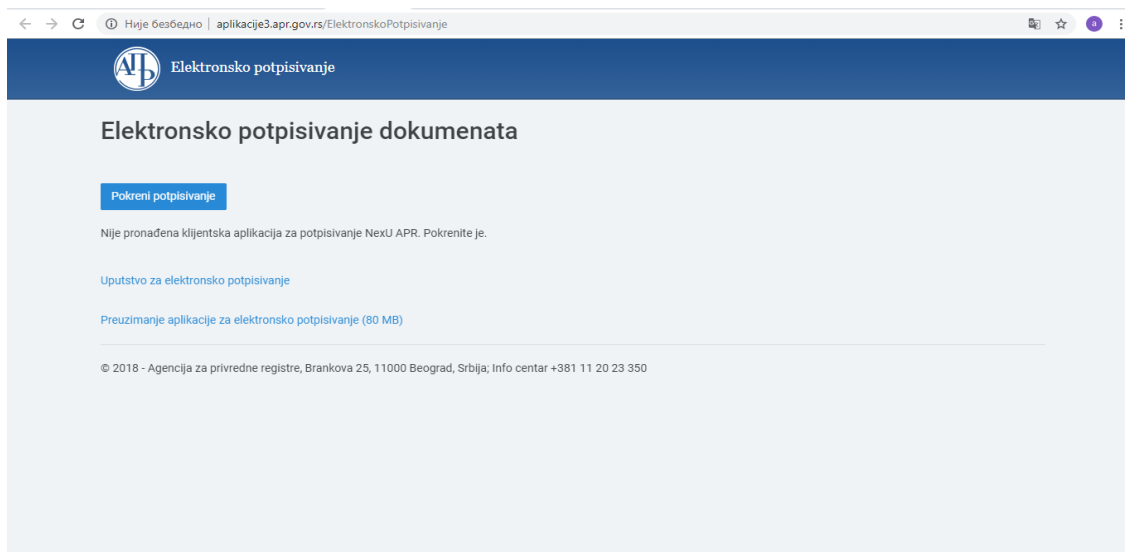 Није безбедно | aplikacije3.apr.gov.rs/ElektronskoPotpisivanje
a
АПР Elektronsko potpisivanje
Elektronsko potpisivanje dokumenata
Pokreni potpisivanje
Nije pronađena klijentska aplikacija za potpisivanje NexU APR. Pokrenite je.
Uputstvo za elektronsko potpisivanje
Preuzimanje aplikacije za elektronsko potpisivanje (80 MB)
© 2018 - Agencija za privredne registre, Brankova 25, 11000 Beograd, Srbija; Info centar +381 11 20 23 350